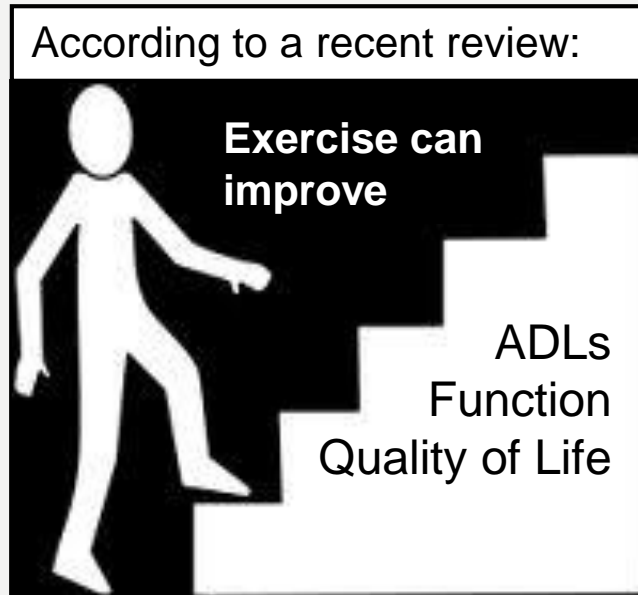 According to a recent review:
Exercise can
improve
ADLs
Function
Quality of Life